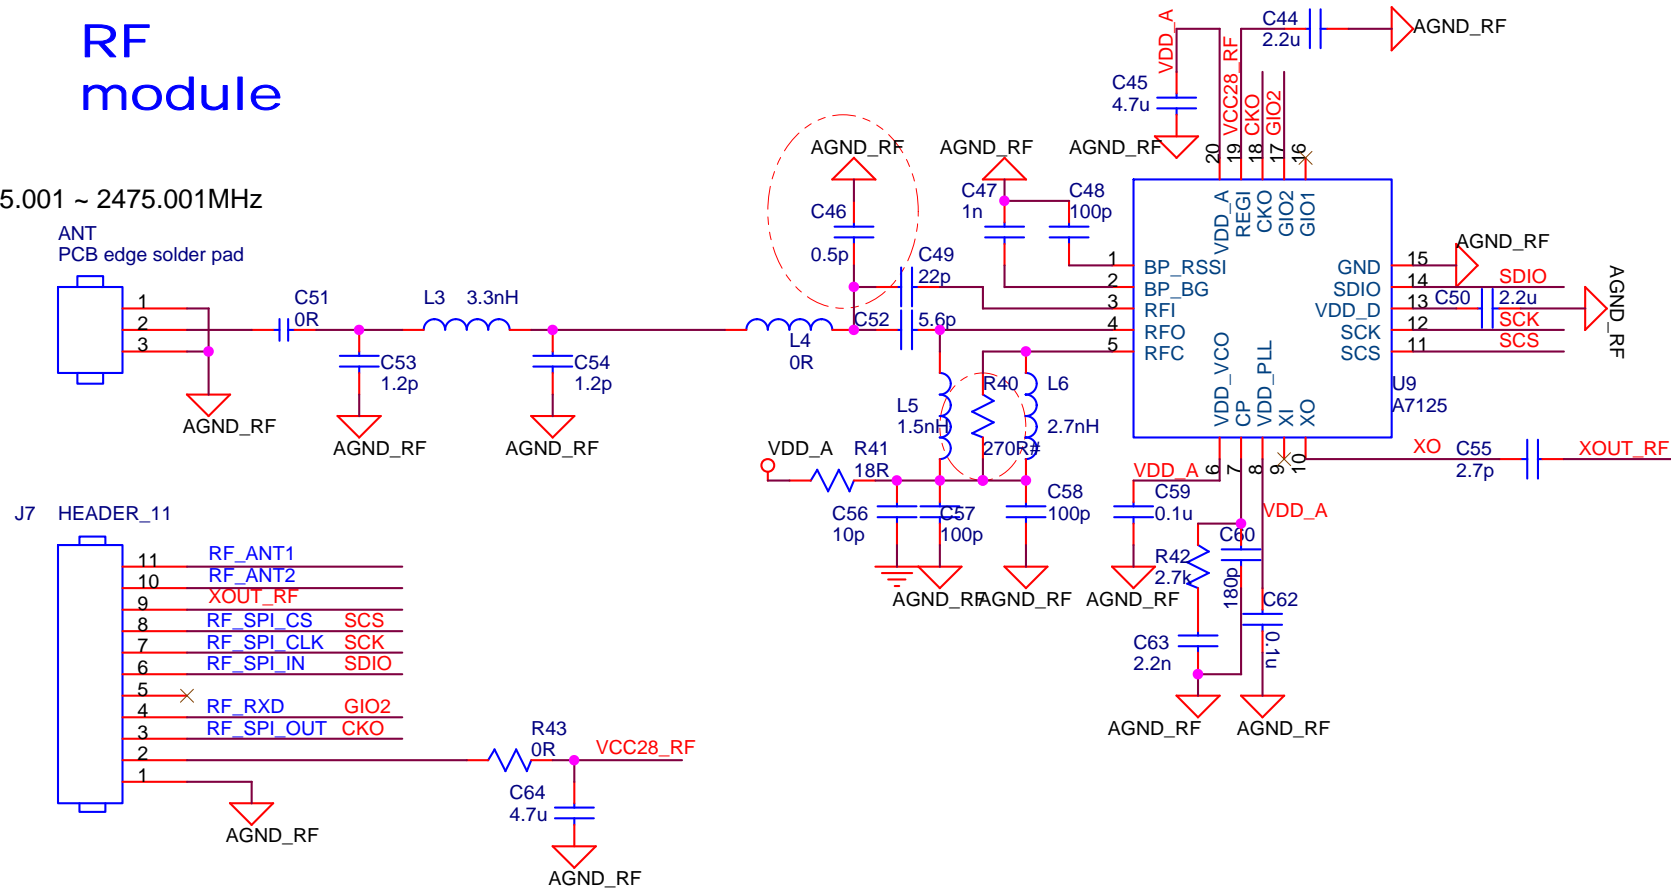 RF
module
5.001 ~ 2475.001MHz
ANT
PCB edge solder pad
1
2
3
AGND_RF
C51
0R
L3 3.3nH
C53
1.2p
AGND_RF
C54
1.2p
AGND_RF
L4
0R
AGND_RF
C46
0.5p
C49
22p
C52 5.6p
AGND_RF
C47
1n
C48
100p
VDD_A
C45
4.7u
AGND_RF
C44
2.2u
AGND_RF
VCC28_RF
CKO
GIO2
20
19
18
17
16
VDD_A
REGI
CKO
GIO2
GIO1
1 BP_RSSI
2 BP_BG
3 RFI
4 RFO
5 RFC
GND 15
SDIO 14
VDD_D 13
SCK 12
SCS 11
AGND_RF
SDIO
C50 2.2u
AGND_RF
SCK
SCS
U9
A7125
VDD_VCO
CP
VDD_PLL
XI
XO
6
7
8
9
10
XO
C55
2.7p
XOUT_RF
L5
1.5nH
R40
270R#
L6
2.7nH
VDD_A
R41
18R
C56
10p
C57
100p
C58
100p
AGND_RF
AGND_RF
VDD_A
C59
0.1u
AGND_RF
VDD_A
C60
180p
R42
2.7k
C62
0.1u
C63
2.2n
AGND_RF
AGND_RF
J7 HEADER_11
11 RF_ANT1
10 RF_ANT2
9 XOUT_RF
8 RF_SPI_CS SCS
7 RF_SPI_CLK SCK
6 RF_SPI_IN SDIO
5
4 RF_RXD GIO2
3 RF_SPI_OUT CKO
2
1
AGND_RF
R43
0R
VCC28_RF
C64
4.7u
AGND_RF